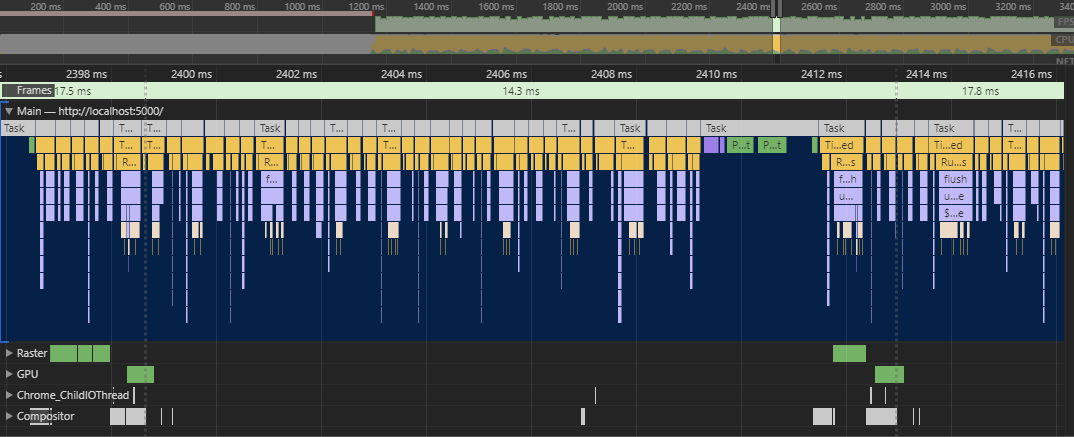 200 ms 400 ms 600 ms 800 ms 1000 ms 1200 ms 1400 ms 1600 ms 1800 ms 2000 ms 2200 ms 2400 ms 2600 ms 2800 ms 3000 ms 3200 ms 340
FPS
CPU
NET
s 2398 ms 2400 ms 2402 ms 2404 ms 2406 ms 2408 ms 2410 ms 2412 ms 2414 ms 2416 ms
Frames 17.5 ms 14.3 ms 17.8 ms
Main — http://localhost:5000/
Task T... T... Task T... T... T... Task Task Task Task T...
T... T... T... T... T... T... P...t P...t Ti...ed Ti...ed T...
R... R... R...s Ru...s
f... f...h flush
u... u...e
S...e
Raster
GPU
Chrome_ChildIOThread
Compositor